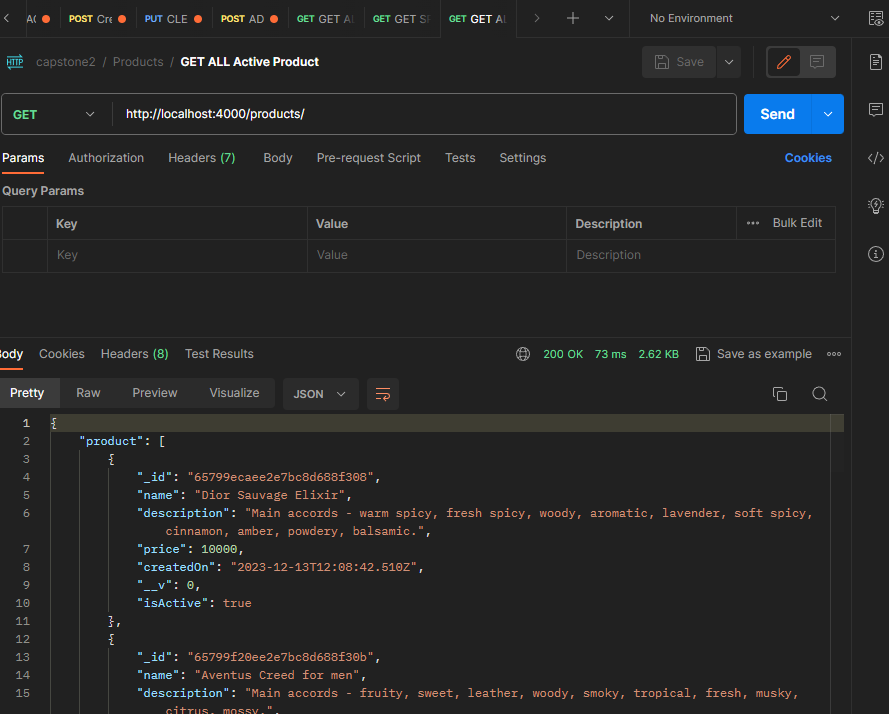 POST Cre
PUT CLE
POST AD
GET GET AL
GET GET SP
GET GET AL
No Environment
HTTP capstone2 / Products / GET ALL Active Product
Save
GET http://localhost:4000/products/
Send
Params Authorization Headers (7) Body Pre-request Script Tests Settings Cookies
Query Params
Key Value Description Bulk Edit
Key Value Description
Body Cookies Headers (8) Test Results 200 OK 73 ms 2.62 KB Save as example
Pretty Raw Preview Visualize JSON
1 {
2 "product": [
3 {
4 "_id": "65799ecaee2e7bc8d688f308",
5 "name": "Dior Sauvage Elixir",
6 "description": "Main accords - warm spicy, fresh spicy, woody, aromatic, lavender, soft spicy,
cinnamon, amber, powdery, balsamic.",
7 "price": 10000,
8 "createdOn": "2023-12-13T12:08:42.510Z",
9 "__v": 0,
10 "isActive": true
11 },
12 {
13 "_id": "65799f20ee2e7bc8d688f30b",
14 "name": "Aventus Creed for men",
15 "description": "Main accords - fruity, sweet, leather, woody, smoky, tropical, fresh, musky,
citrus, mossy.",